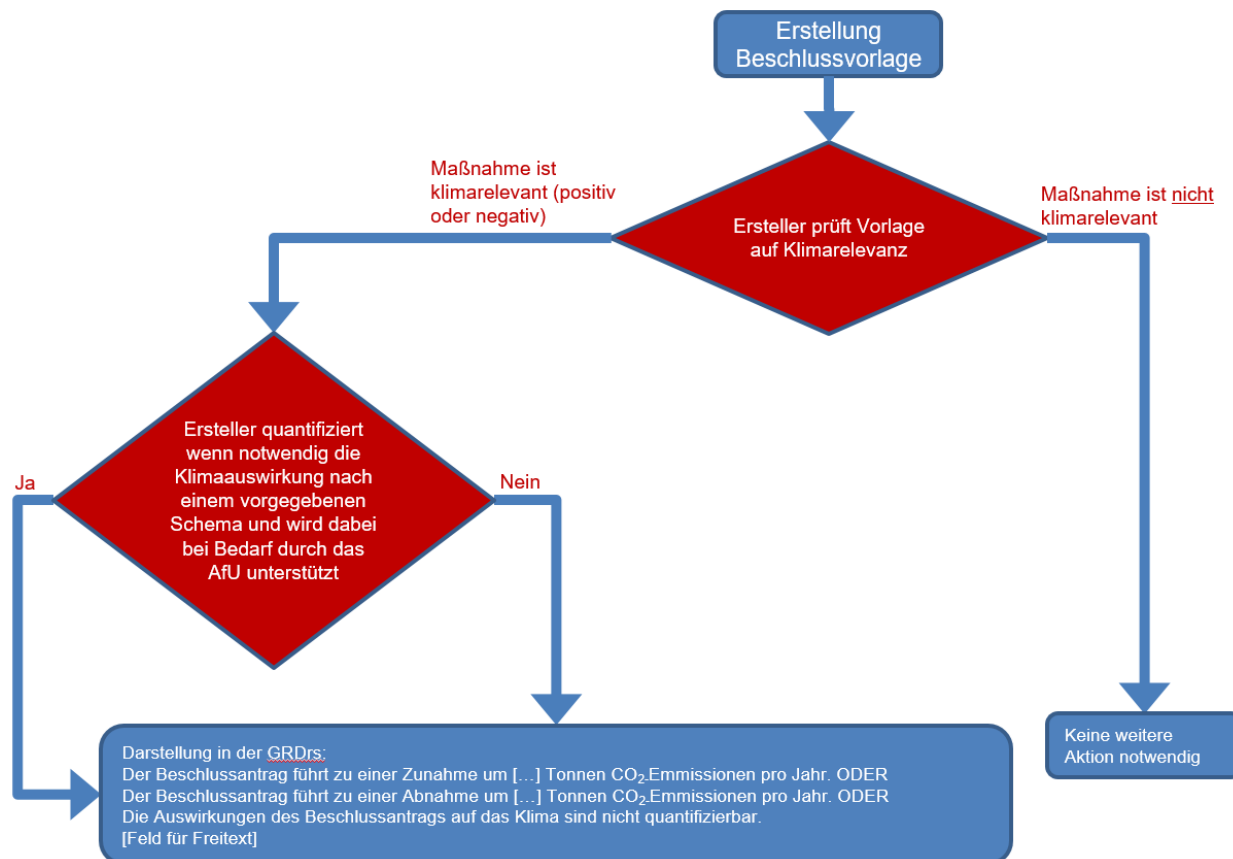 Erstellung
Beschlussvorlage
Maßnahme ist
klimarelevant (positiv
oder negativ)
Maßnahme ist nicht
klimarelevant
Ersteller prüft Vorlage
auf Klimarelevanz
Ersteller quantifiziert
wenn notwendig die
Klimaauswirkung nach
einem vorgegebenen
Schema und wird dabei
bei Bedarf durch das
AfU unterstützt
Ja
Nein
Darstellung in der GRDrs:
Der Beschlussantrag führt zu einer Zunahme um […] Tonnen CO₂-Emmissionen pro Jahr. ODER
Der Beschlussantrag führt zu einer Abnahme um […] Tonnen CO₂-Emmissionen pro Jahr. ODER
Die Auswirkungen des Beschlussantrags auf das Klima sind nicht quantifizierbar.
[Feld für Freitext]
Keine weitere
Aktion notwendig